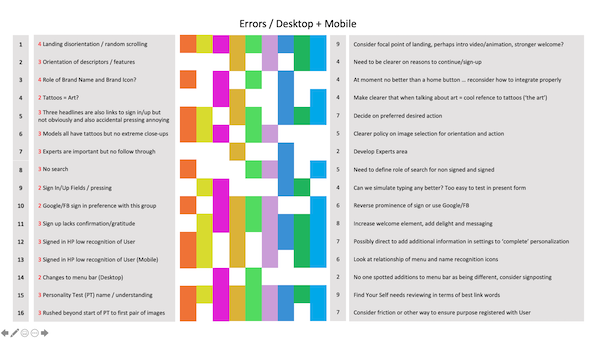 Errors / Desktop + Mobile
1 4 Landing disorientation / random scrolling 9 Consider focal point of landing, perhaps intro video/animation, stronger welcome?
2 3 Orientation of descriptors / features 4 Need to be clearer on reasons to continue/sign-up
3 4 Role of Brand Name and Brand Icon? 4 At moment no better than a home button ... reconsider how to integrate properly
4 2 Tattoos = Art? 4 Make clearer that when talking about art = cool refence to tattoos ('the art')
5 3 Three headlines are also links to sign in/up but
not obviously and also accidental pressing annoying 7 Decide on preferred desired action
6 3 Models all have tattoos but no extreme close-ups 5 Clearer policy on image selection for orientation and action
7 3 Experts are important but no follow through 2 Develop Experts area
8 3 No search 5 Need to define role of search for non signed and signed
9 2 Sign In/Up Fields / pressing 4 Can we simulate typing any better? Too easy to test in present form
10 2 Google/FB sign in preference with this group 6 Reverse prominence of sign or use Google/FB
11 3 Sign up lacks confirmation/gratitude 8 Increase welcome element, add delight and messaging
12 3 Signed in HP low recognition of User 7 Possibly direct to add additional information in settings to 'complete' personalization
13 3 Signed in HP low recognition of User (Mobile) 6 Look at relationship of menu and name recognition icons
14 2 Changes to menu bar (Desktop) 2 No one spotted additions to menu bar as being different, consider signposting
15 3 Personality Test (PT) name / understanding 9 Find Your Self needs reviewing in terms of best link words
16 3 Rushed beyond start of PT to first pair of images 7 Consider friction or other way to ensure purpose registered with User